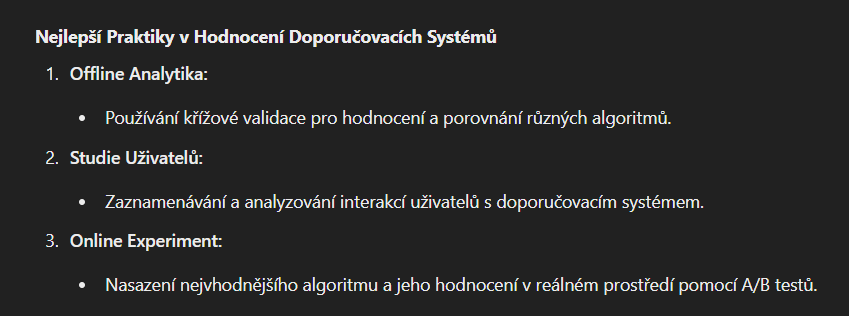 Nejlepší Praktiky v Hodnocení Doporučovacích Systémů
1. Offline Analytika:
• Používání křížové validace pro hodnocení a porovnání různých algoritmů.
2. Studie Uživatelů:
• Zaznamenávání a analyzování interakcí uživatelů s doporučovacím systémem.
3. Online Experiment:
• Nasazení nejvhodnějšího algoritmu a jeho hodnocení v reálném prostředí pomocí A/B testů.